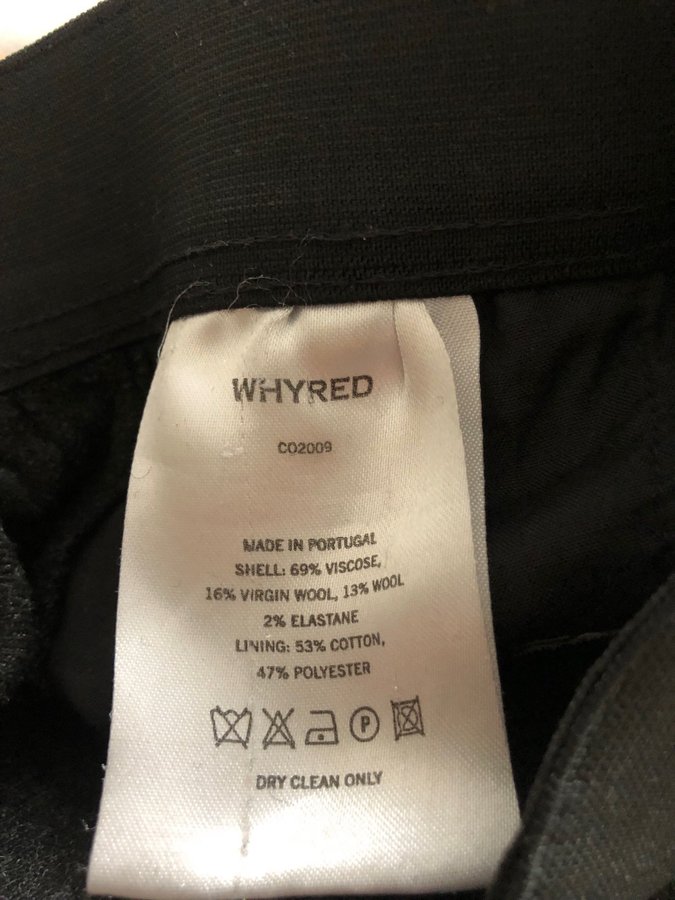 WHYRED
CO2009
MADE IN PORTUGAL
SHELL: 69% VISCOSE,
16% VIRGIN WOOL, 13% WOOL
2% ELASTANE
LINING: 53% COTTON,
47% POLYESTER
P
DRY CLEAN ONLY